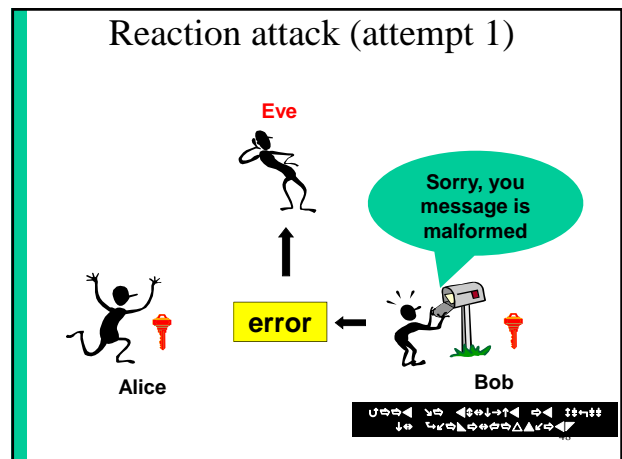 Reaction attack (attempt 1)
Eve
Sorry, you
message is
malformed
error
Alice
Bob